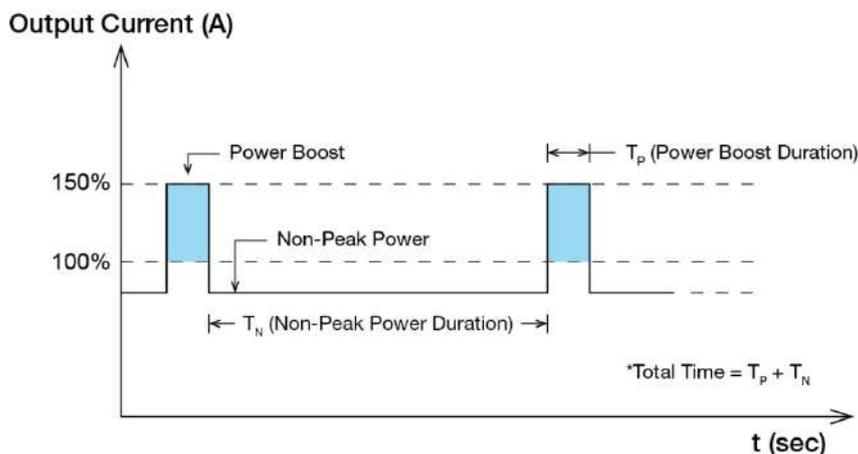 Output Current (A)
Power Boost
T_P (Power Boost Duration)
150%
Non-Peak Power
100%
T_N (Non-Peak Power Duration)
*Total Time = T_P + T_N
t (sec)